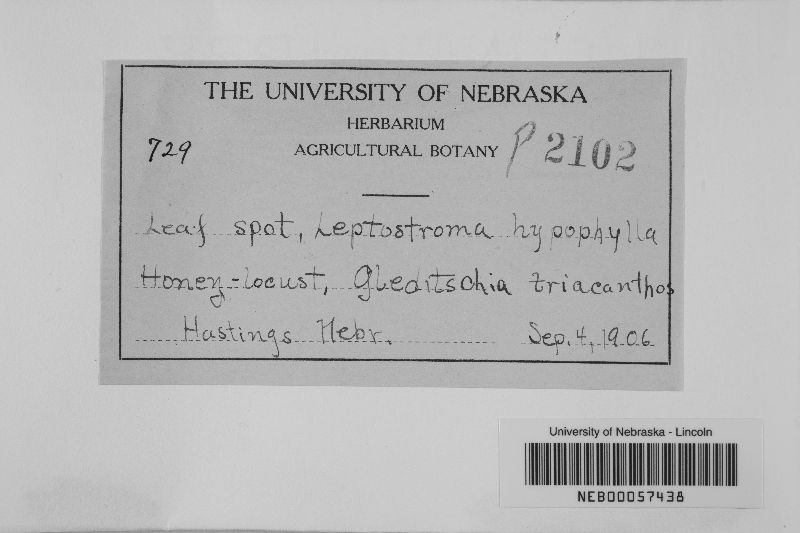 THE UNIVERSITY OF NEBRASKA
HERBARIUM
729 AGRICULTURAL BOTANY P 2102
Leaf spot, Leptostroma hypophylla
Honey-locust, Gleditschia triacanthos
Hastings Nebr. Sep. 4, 1906
University of Nebraska - Lincoln
NEB00057438